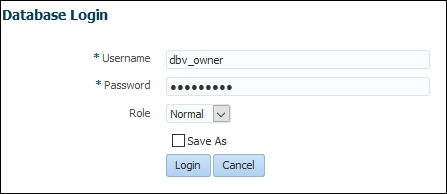 Database Login
* Username dbv_owner
* Password •••••••••
Role Normal
Save As
Login Cancel